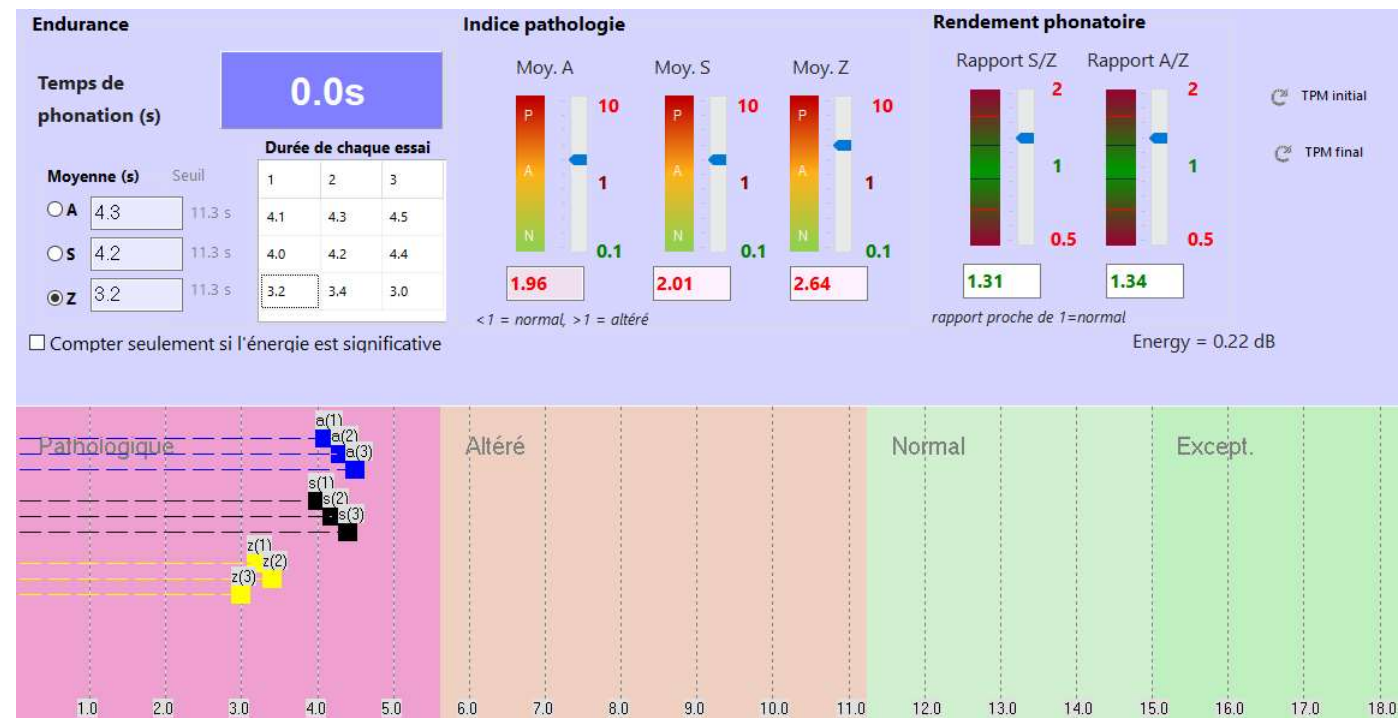 Endurance
Temps de
phonation (s)
0.0s
Durée de chaque essai
Moyenne (s) Seuil
1 2 3
A 4.3 11.3 s 4.1 4.3 4.5
S 4.2 11.3 s 4.0 4.2 4.4
Z 3.2 11.3 s 3.2 3.4 3.0
Compter seulement si l'énergie est significative
Indice pathologie
Moy. A Moy. S Moy. Z
P 10 P 10 P 10
A 1 A 1 A 1
N 0.1 N 0.1 N 0.1
1.96 2.01 2.64
<1 = normal, >1 = altéré
Rendement phonatoire
Rapport S/Z Rapport A/Z
2 2
1 1
0.5 0.5
1.31 1.34
rapport proche de 1=normal
TPM initial
TPM final
Energy = 0.22 dB
Pathologique Altéré Normal Except.
a(1)
a(2)
a(3)
s(1)
s(2)
s(3)
z(1)
z(2)
z(3)
1.0 2.0 3.0 4.0 5.0 6.0 7.0 8.0 9.0 10.0 11.0 12.0 13.0 14.0 15.0 16.0 17.0 18.0